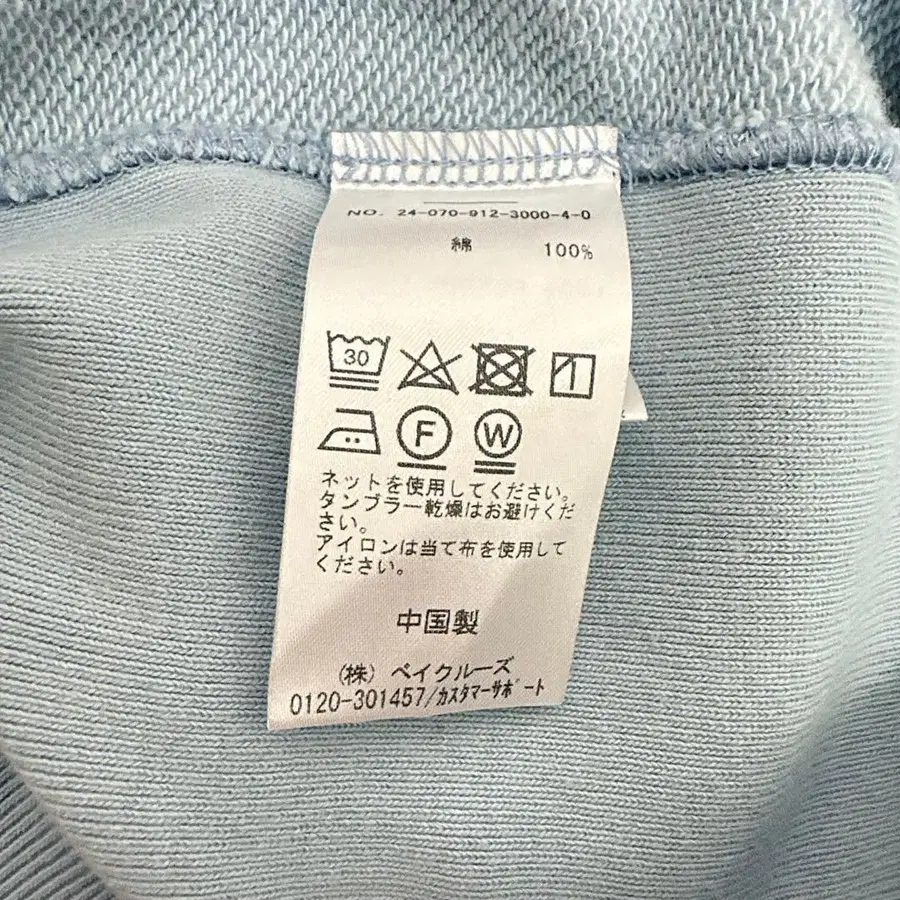 NO. 24-070-912-3000-4-0
綿 100%
30
F W
ネットを使用してください。
タンブラー乾燥はお避けくだ
さい。
アイロンは当て布を使用して
ください。
中国製
(株) ベイクルーズ
0120-301457/ｶｽﾀﾏｰｻﾎﾟｰﾄ